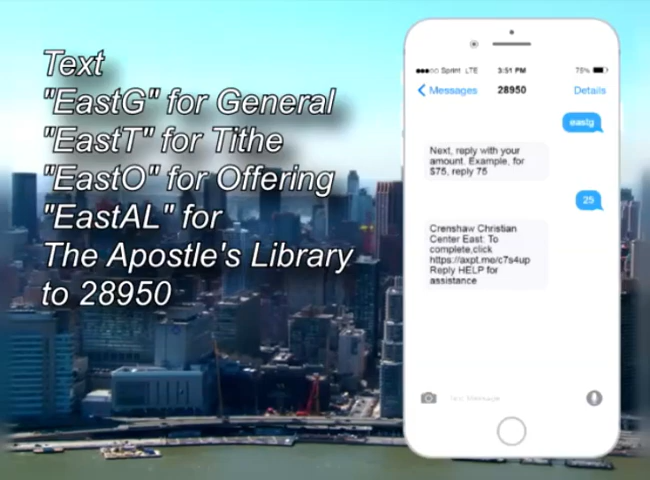 Text
"EastG" for General
"EastT" for Tithe
"EastO" for Offering
"EastAL" for
The Apostle's Library
to 28950
Sprint LTE 3:51 PM 75%
Messages 28950 Details
eastg
Next, reply with your
amount. Example, for
$75, reply 75
25
Crenshaw Christian
Center East: To
complete,click
https://axpt.me/c7s4up
Reply HELP for
assistance
Text Message